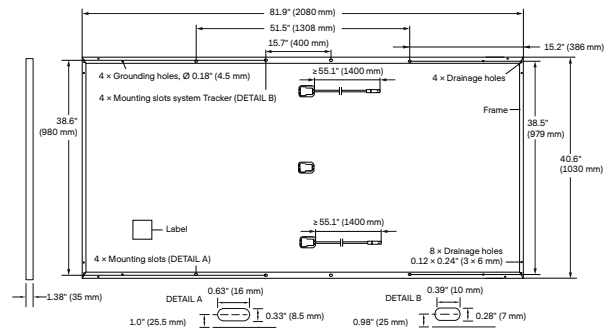 81.9" (2080 mm)
51.5" (1308 mm)
15.7" (400 mm)
15.2" (386 mm)
4 × Grounding holes, Ø 0.18" (4.5 mm)
≥ 55.1" (1400 mm)
4 × Drainage holes
4 × Mounting slots system Tracker (DETAIL B)
Frame
38.6"
(980 mm)
38.5"
(979 mm)
40.6"
(1030 mm)
Label
≥ 55.1" (1400 mm)
4 × Mounting slots (DETAIL A)
8 × Drainage holes
0.12 × 0.24" (3 × 6 mm)
1.38" (35 mm)
DETAIL A
0.63" (16 mm)
0.33" (8.5 mm)
1.0" (25.5 mm)
DETAIL B
0.39" (10 mm)
0.28" (7 mm)
0.98" (25 mm)